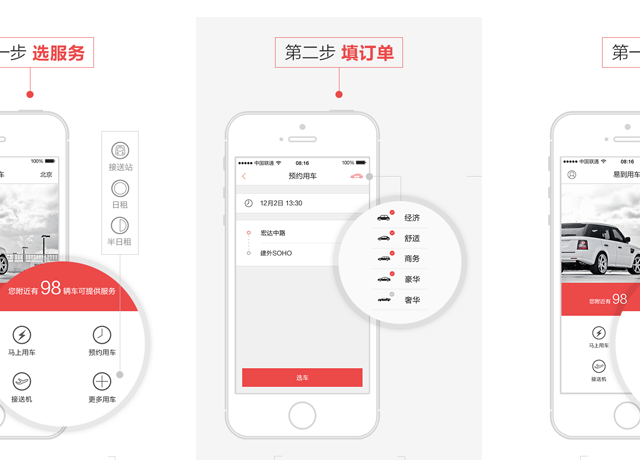 一步 选服务
100%
车
北京
接送站
日租
半日租
您附近有 98 辆车可提供服务
马上用车
预约用车
接送机
更多用车
第二步 填订单
中国联通
08:16
100%
预约用车
12月2日 13:30
宏达中路
建外SOHO
经济
舒适
商务
豪华
奢华
选车
第一
中国联通
08:16
易到用车
您附近有 98
马上用车
接送机